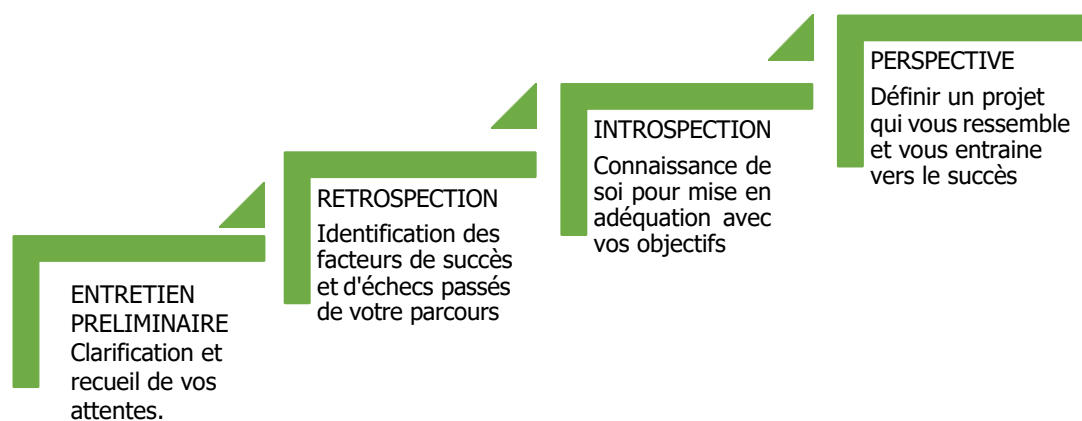 ENTRETIEN
PRELIMINAIRE
Clarification et
recueil de vos
attentes.
RETROSPECTION
Identification des
facteurs de succès
et d'échecs passés
de votre parcours
INTROSPECTION
Connaissance de
soi pour mise en
adéquation avec
vos objectifs
PERSPECTIVE
Définir un projet
qui vous ressemble
et vous entraine
vers le succès